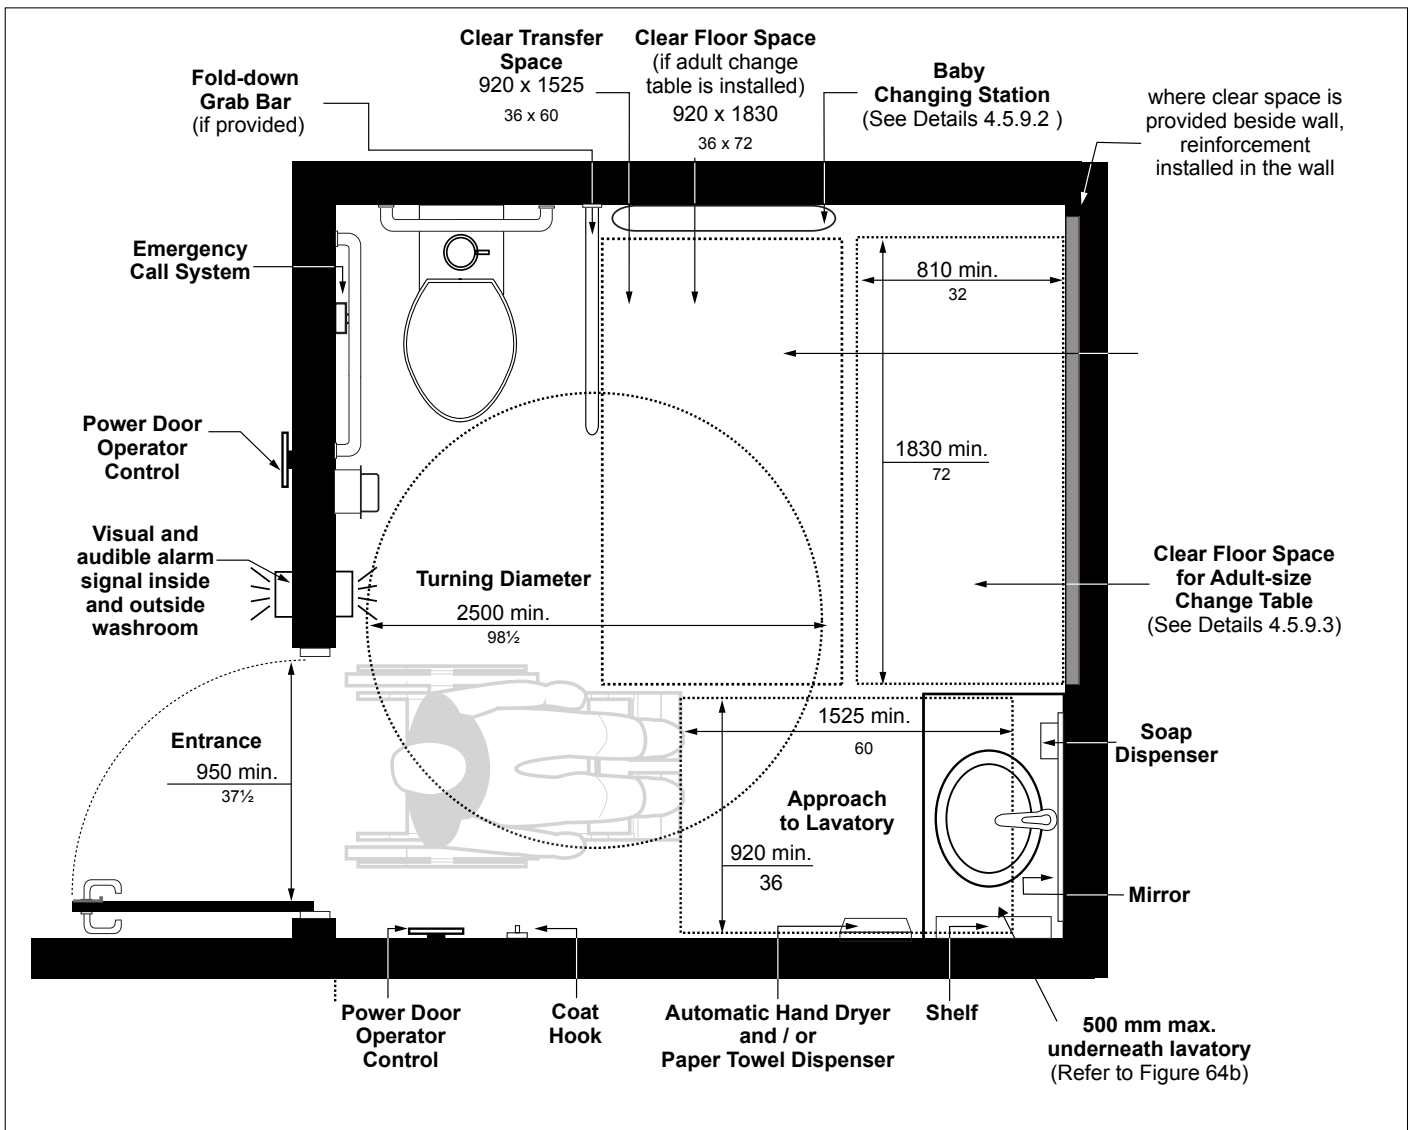 Clear Transfer
Space
920 x 1525
36 x 60
Clear Floor Space
(if adult change
table is installed)
920 x 1830
36 x 72
Fold-down
Grab Bar
(if provided)
Baby
Changing Station
(See Details 4.5.9.2 )
where clear space is
provided beside wall,
reinforcement
installed in the wall
Emergency
Call System
810 min.
32
Power Door
Operator
Control
1830 min.
72
Visual and
audible alarm
signal inside
and outside
washroom
Turning Diameter
2500 min.
98½
Clear Floor Space
for Adult-size
Change Table
(See Details 4.5.9.3)
Entrance
950 min.
37½
1525 min.
60
Soap
Dispenser
Approach
to Lavatory
920 min.
36
Mirror
Power Door
Operator
Control
Coat
Hook
Automatic Hand Dryer
and / or
Paper Towel Dispenser
Shelf
500 mm max.
underneath lavatory
(Refer to Figure 64b)